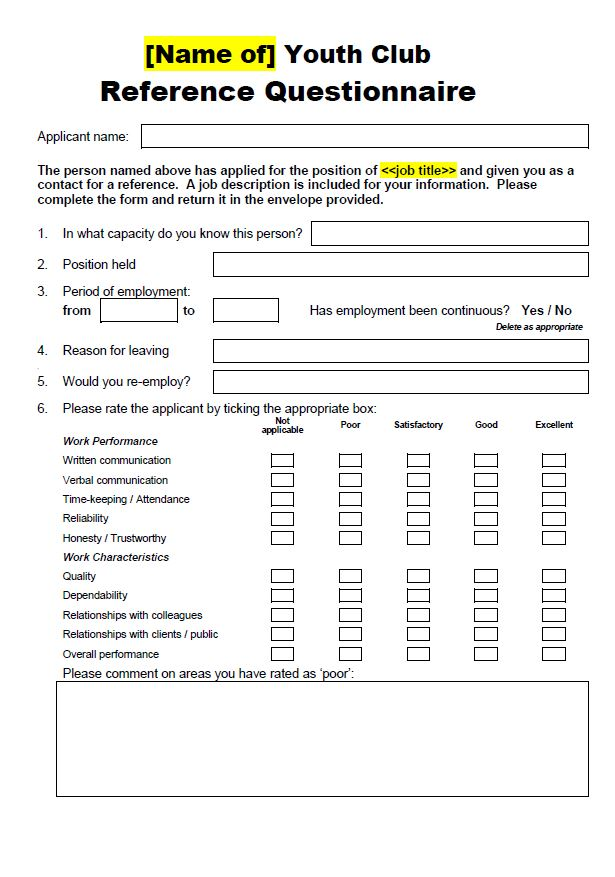 [Name of] Youth Club
Reference Questionnaire
Applicant name:
The person named above has applied for the position of <<job title>> and given you as a
contact for a reference.  A job description is included for your information.  Please
complete the form and return it in the envelope provided.
1. In what capacity do you know this person?
2. Position held
3. Period of employment:
from to Has employment been continuous?  Yes / No
Delete as appropriate
4. Reason for leaving
5. Would you re-employ?
6. Please rate the applicant by ticking the appropriate box:
Not
applicable Poor Satisfactory Good Excellent
Work Performance
Written communication
Verbal communication
Time-keeping / Attendance
Reliability
Honesty / Trustworthy
Work Characteristics
Quality
Dependability
Relationships with colleagues
Relationships with clients / public
Overall performance
Please comment on areas you have rated as ‘poor’: